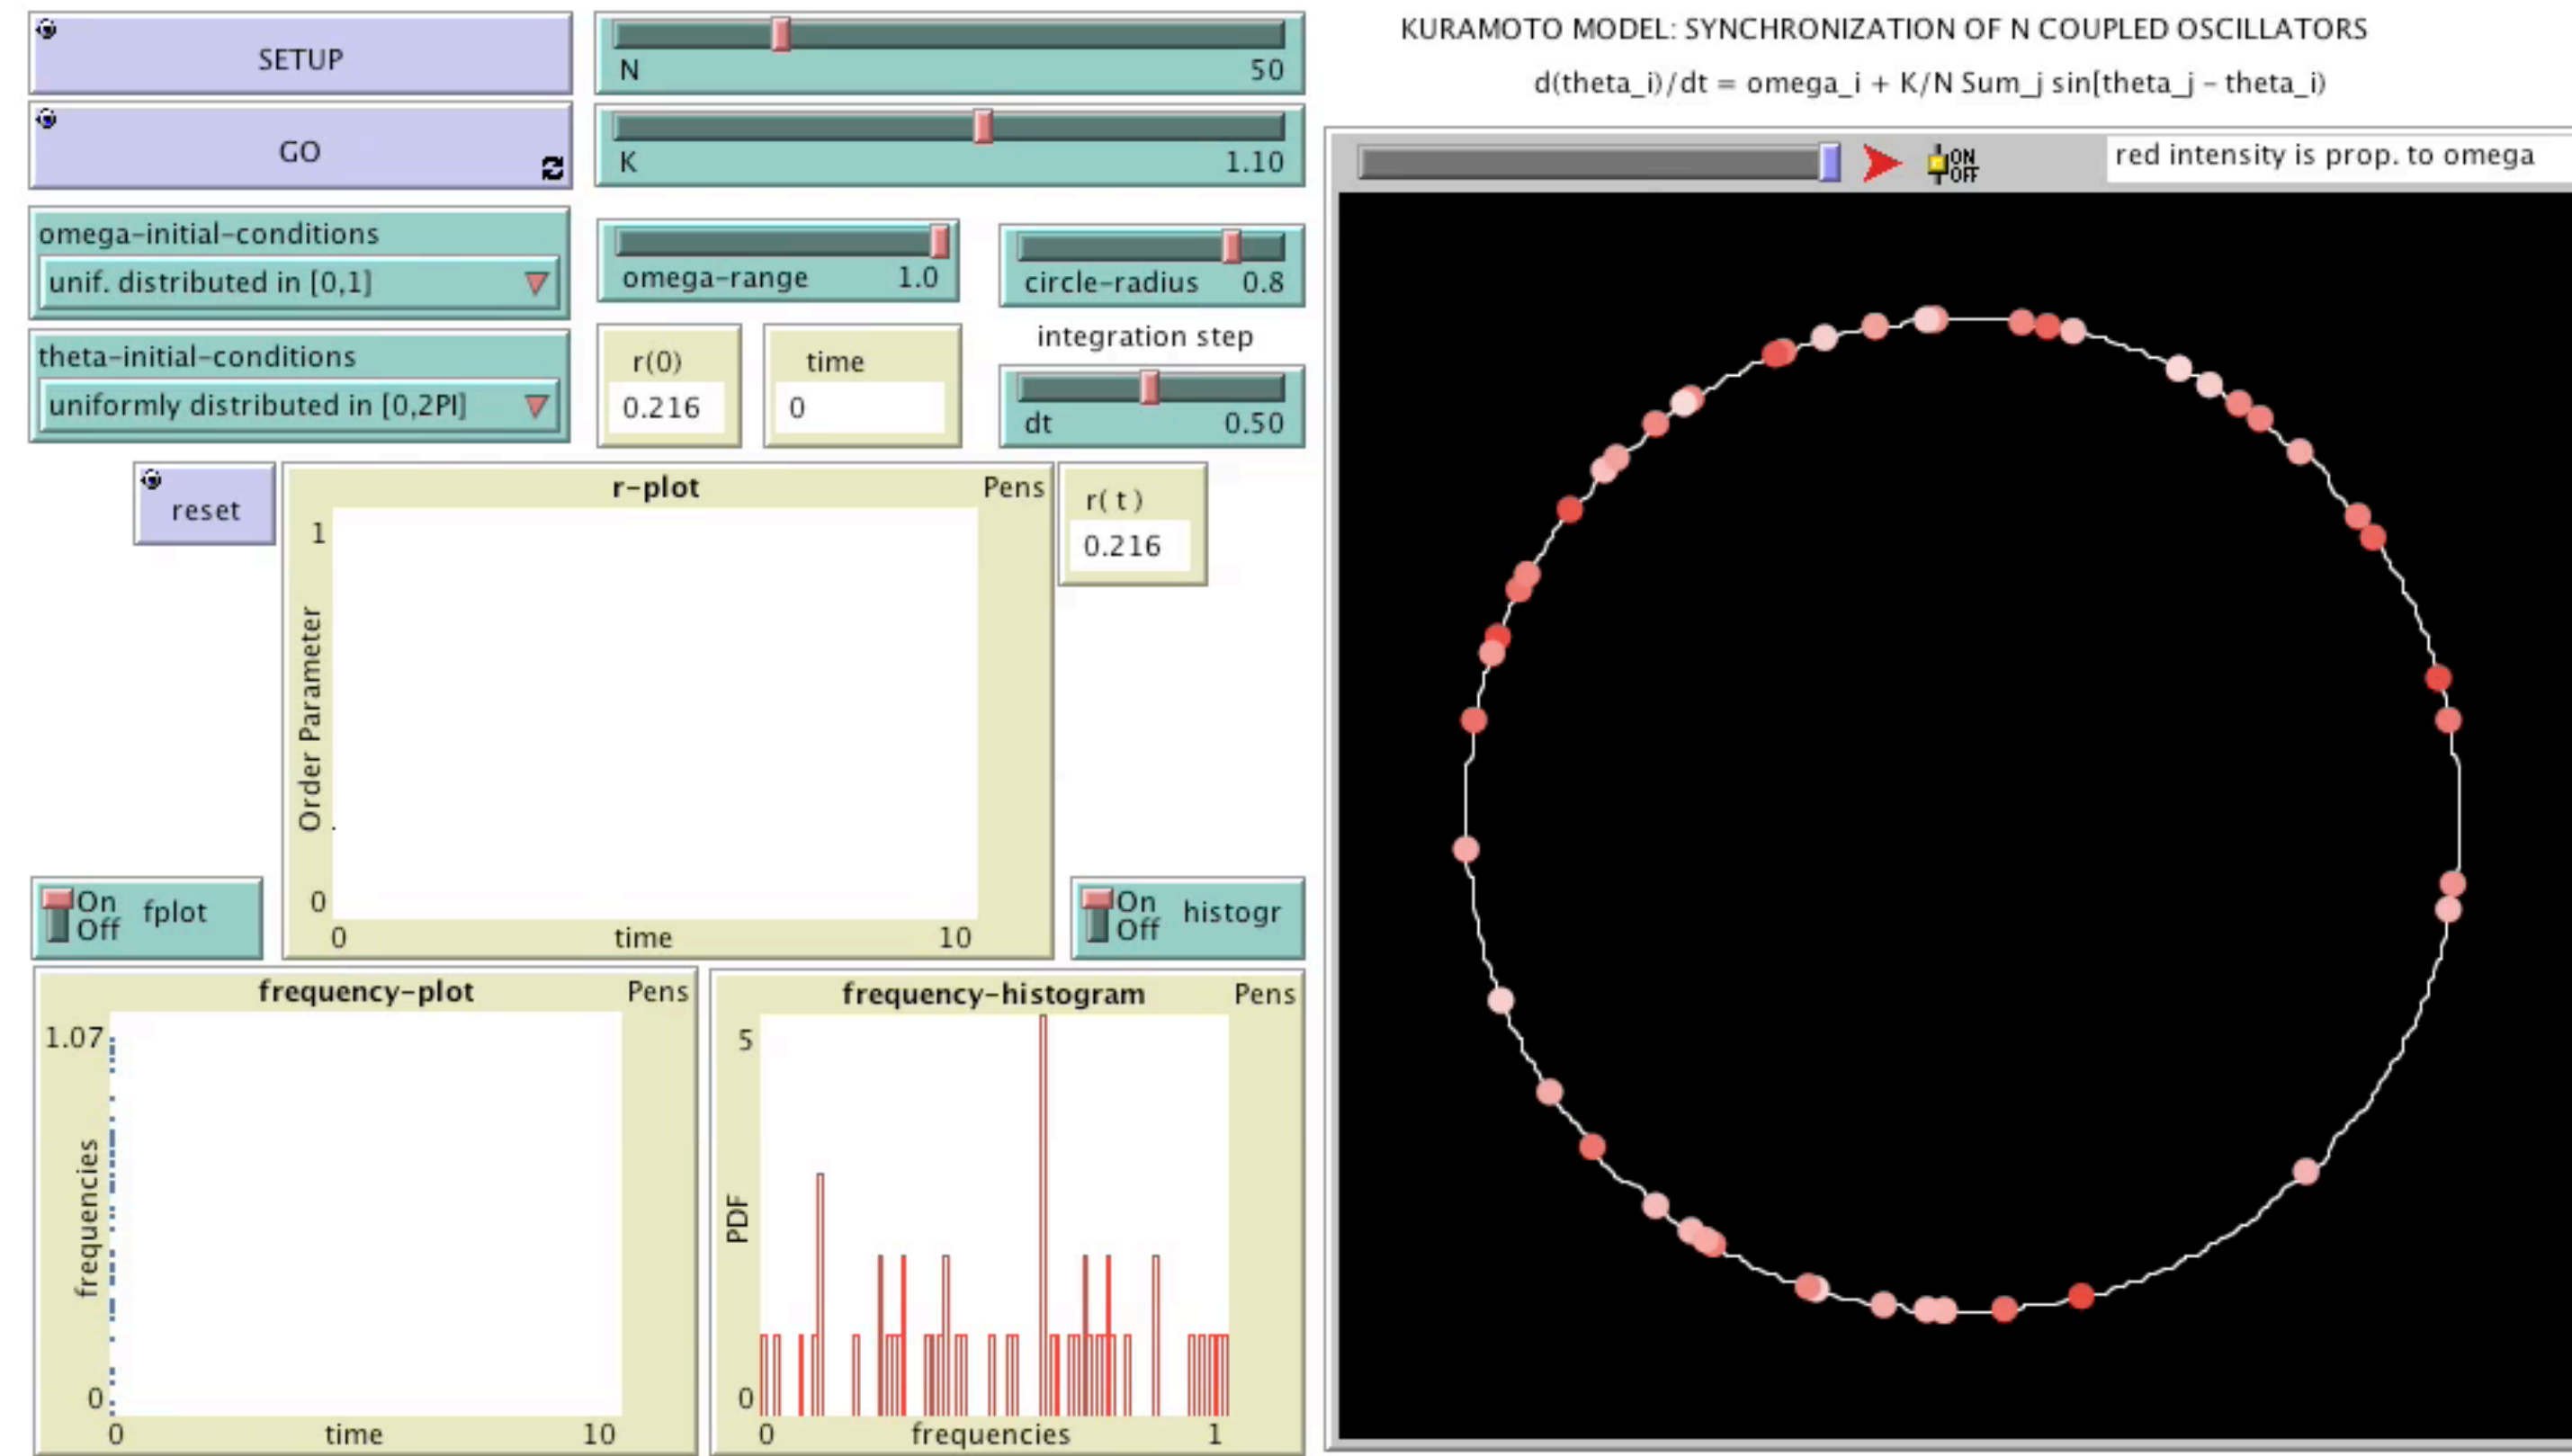 SETUP
N 50
KURAMOTO MODEL: SYNCHRONIZATION OF N COUPLED OSCILLATORS
d(theta_i)/dt = omega_i + K/N Sum_j sin[theta_j - theta_i)
GO
K 1.10
ON
OFF
red intensity is prop. to omega
omega-initial-conditions
unif. distributed in [0,1]
omega-range 1.0
circle-radius 0.8
theta-initial-conditions
uniformly distributed in [0,2PI]
r(0)
0.216
time
0
integration step
dt 0.50
reset
r-plot
Pens
1
Order Parameter
0
0 time 10
r( t )
0.216
On
Off
fplot
On
Off
histogr
frequency-plot
Pens
1.07
frequencies
0
0 time 10
frequency-histogram
Pens
5
PDF
0
0 frequencies 1